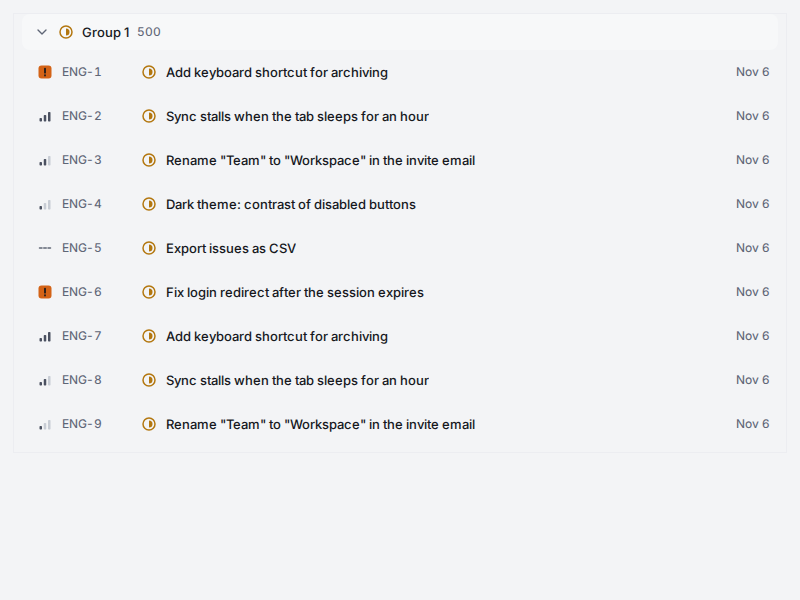 Group 1 500
ENG-1 Add keyboard shortcut for archiving Nov 6
ENG-2 Sync stalls when the tab sleeps for an hour Nov 6
ENG-3 Rename "Team" to "Workspace" in the invite email Nov 6
ENG-4 Dark theme: contrast of disabled buttons Nov 6
ENG-5 Export issues as CSV Nov 6
ENG-6 Fix login redirect after the session expires Nov 6
ENG-7 Add keyboard shortcut for archiving Nov 6
ENG-8 Sync stalls when the tab sleeps for an hour Nov 6
ENG-9 Rename "Team" to "Workspace" in the invite email Nov 6